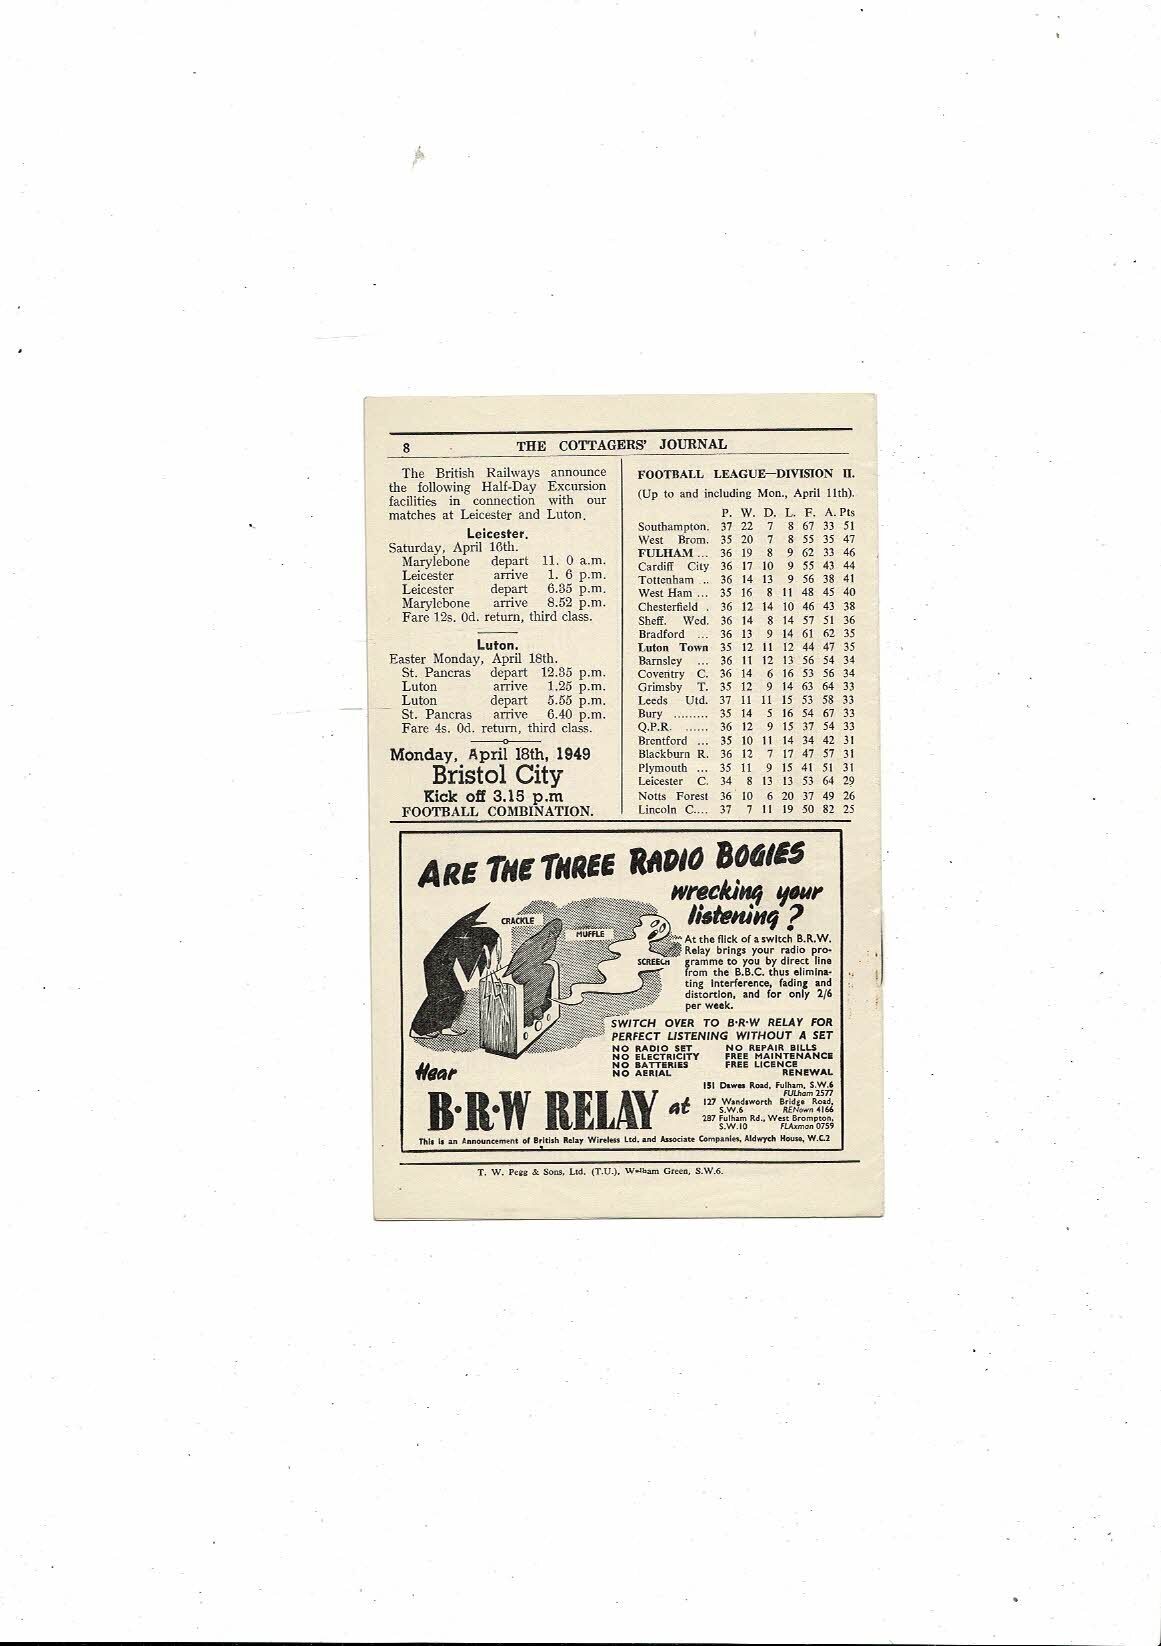 8 THE COTTAGERS' JOURNAL
The British Railways announce
the following Half-Day Excursion
facilities in connection with our
matches at Leicester and Luton.
Leicester.
Saturday, April 16th.
Marylebone depart 11. 0 a.m.
Leicester arrive 1. 6 p.m.
Leicester depart 6.35 p.m.
Marylebone arrive 8.52 p.m.
Fare 12s. 0d. return, third class.
Luton.
Easter Monday, April 18th.
St. Pancras depart 12.35 p.m.
Luton arrive 1.25 p.m.
Luton depart 5.55 p.m.
St. Pancras arrive 6.40 p.m.
Fare 4s. 0d. return, third class.
Monday, April 18th, 1949
Bristol City
Kick off 3.15 p.m
FOOTBALL COMBINATION.
FOOTBALL LEAGUE—DIVISION II.
(Up to and including Mon., April 11th).
P. W. D. L. F. A. Pts
Southampton. 37 22 7 8 67 33 51
West Brom. 35 20 7 8 55 35 47
FULHAM ... 36 19 8 9 62 33 46
Cardiff City 36 17 10 9 55 43 44
Tottenham .. 36 14 13 9 56 38 41
West Ham ... 35 16 8 11 48 45 40
Chesterfield . 36 12 14 10 46 43 38
Sheff. Wed. 36 14 8 14 57 51 36
Bradford ... 36 13 9 14 61 62 35
Luton Town 35 12 11 12 44 47 35
Barnsley ... 36 11 12 13 56 54 34
Coventry C. 36 14 6 16 53 56 34
Grimsby T. 35 12 9 14 63 64 33
Leeds Utd. 37 11 11 15 53 58 33
Bury ......... 35 14 5 16 54 67 33
Q.P.R. ...... 36 12 9 15 37 54 33
Brentford ... 35 10 11 14 34 42 31
Blackburn R. 36 12 7 17 47 57 31
Plymouth ... 35 11 9 15 41 51 31
Leicester C. 34 8 13 13 53 64 29
Notts Forest 36 10 6 20 37 49 26
Lincoln C.... 37 7 11 19 50 82 25
ARE THE THREE RADIO BOGIES
wrecking your
listening?
CRACKLE
MUFFLE
SCREECH
At the flick of a switch B.R.W.
Relay brings your radio pro-
gramme to you by direct line
from the B.B.C. thus elimina-
ting interference, fading and
distortion, and for only 2/6
per week.
SWITCH OVER TO B·R·W RELAY FOR
PERFECT LISTENING WITHOUT A SET
NO RADIO SET NO REPAIR BILLS
NO ELECTRICITY FREE MAINTENANCE
NO BATTERIES FREE LICENCE
NO AERIAL RENEWAL
Hear
B·R·W RELAY at
151 Dawes Road, Fulham, S.W.6
FULham 2577
127 Wandsworth Bridge Road,
S.W.6 RENown 4166
287 Fulham Rd., West Brompton,
S.W.10 FLAxman 0759
This is an Announcement of British Relay Wireless Ltd. and Associate Companies, Aldwych House, W.C.2
T. W. Pegg & Sons, Ltd. (T.U.), Walham Green, S.W.6.